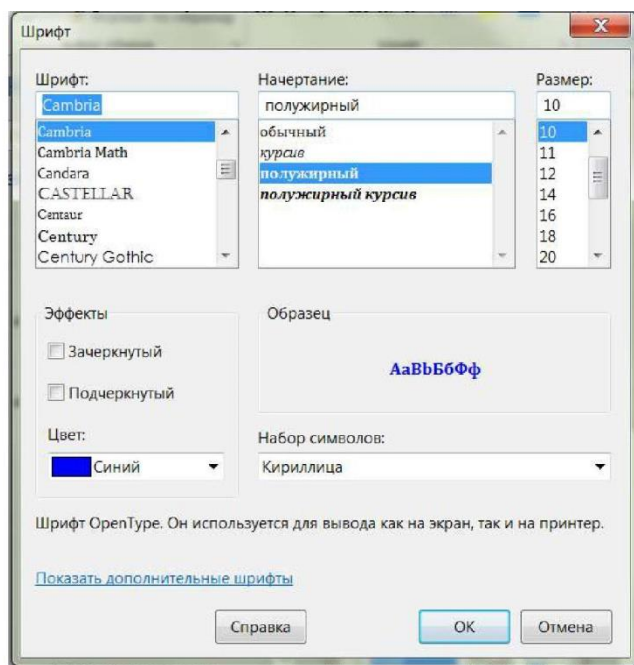 Шрифт
Шрифт:
Начертание:
Размер:
Cambria
полужирный
10
Cambria
Cambria Math
Candara
CASTELLAR
Centaur
Century
Century Gothic
обычный
курсив
полужирный
полужирный курсив
10
11
12
14
16
18
20
Эффекты
Зачеркнутый
Подчеркнутый
Цвет:
Синий
Образец
АаBbБбФф
Набор символов:
Кириллица
Шрифт OpenType. Он используется для вывода как на экран, так и на принтер.
Показать дополнительные шрифты
Справка
ОК
Отмена